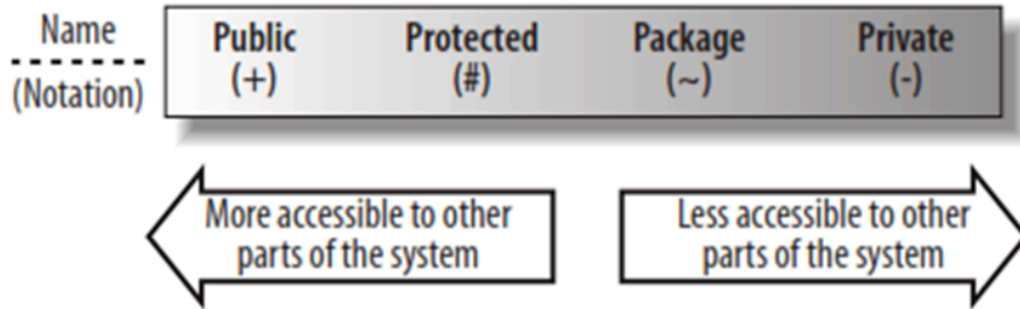 Name
(Notation)
Public Protected Package Private
(+) (#) (~) (-)
More accessible to other
parts of the system
Less accessible to other
parts of the system